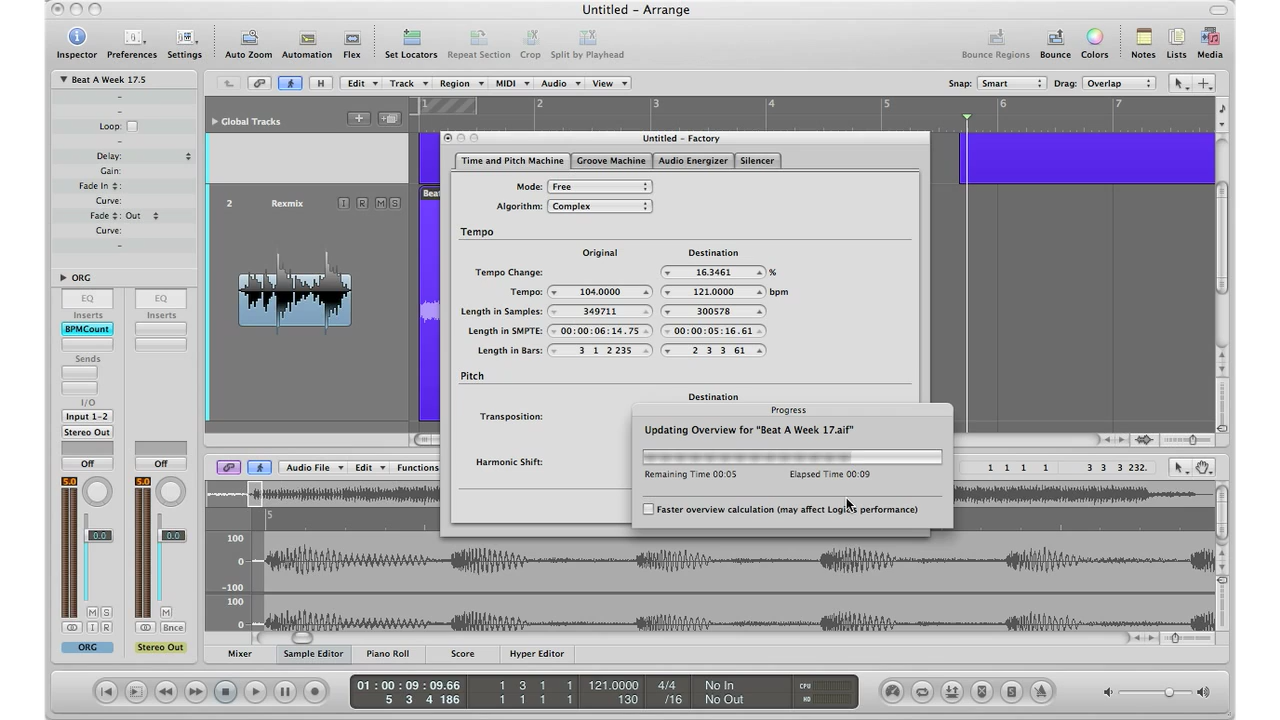 Untitled – Arrange
Inspector Preferences Settings Auto Zoom Automation Flex Set Locators Repeat Section Crop Split by Playhead Bounce Regions Bounce Colors Notes Lists Media
Beat A Week 17.5
H Edit Track Region MIDI Audio View Snap: Smart Drag: Overlap
–
–
Loop:
–
Delay:
Gain:
Fade In :
Curve:
Fade : Out
Curve:
–
ORG
EQ EQ
Inserts Inserts
BPMCount
Sends
I/O
Input 1-2
Stereo Out
Off Off
5.0 5.0
0.0 0.0
M S M
I R Bnce
ORG Stereo Out
1 2 3 4 5 6 7
Global Tracks
2 Rexmix I R M S
Untitled – Factory
Time and Pitch Machine Groove Machine Audio Energizer Silencer
Mode: Free
Algorithm: Complex
Tempo
Original Destination
Tempo Change: 16.3461 %
Tempo: 104.0000 121.0000 bpm
Length in Samples: 349711 300578
Length in SMPTE: 00:00:06:14.75 00:00:05:16.61
Length in Bars: 3 1 2 235 2 3 3 61
Pitch
Destination
Transposition:
Harmonic Shift:
Progress
Updating Overview for "Beat A Week 17.aif"
Remaining Time 00:05 Elapsed Time 00:09
Faster overview calculation (may affect Logic's performance)
Audio File Edit Functions 1 1 1 1 3 3 3 232.
5
100
0
-100
100
0
Mixer Sample Editor Piano Roll Score Hyper Editor
01 : 00 : 09 : 09.66 1 3 1 1 121.0000 4/4 No In CPU
5 3 4 186 1 1 1 1 130 /16 No Out HD